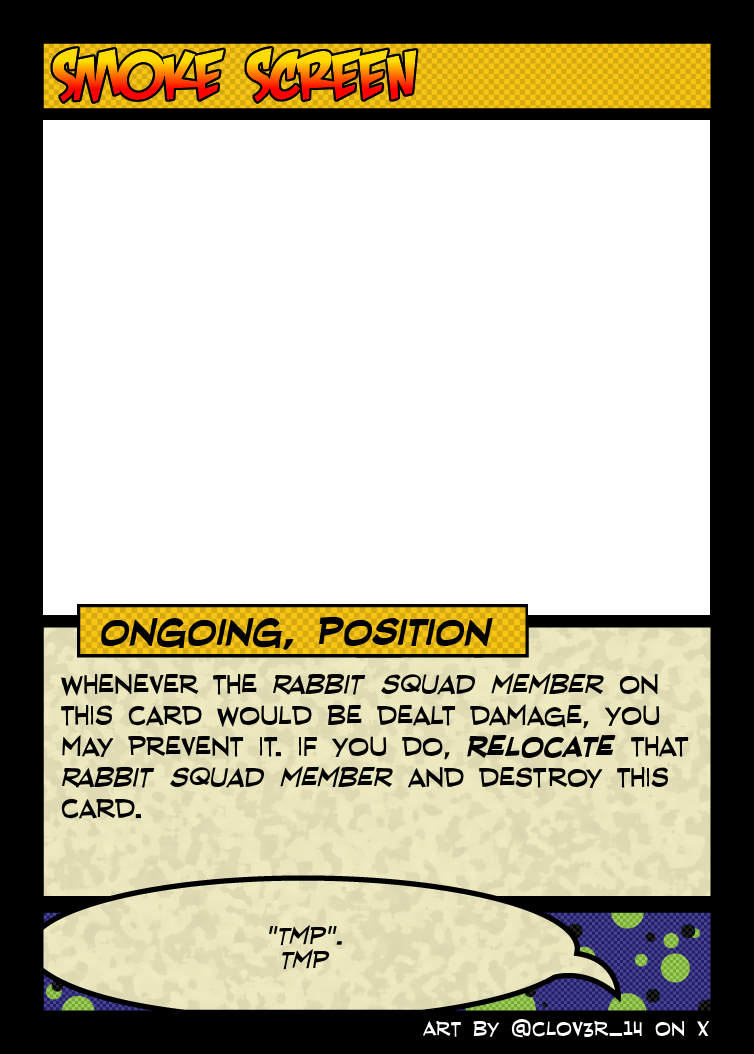 SMOKE SCREEN
ONGOING, POSITION
WHENEVER THE RABBIT SQUAD MEMBER ON
THIS CARD WOULD BE DEALT DAMAGE, YOU
MAY PREVENT IT. IF YOU DO, RELOCATE THAT
RABBIT SQUAD MEMBER AND DESTROY THIS
CARD.
"TMP".
TMP
ART BY @CLOV3R_14 ON X